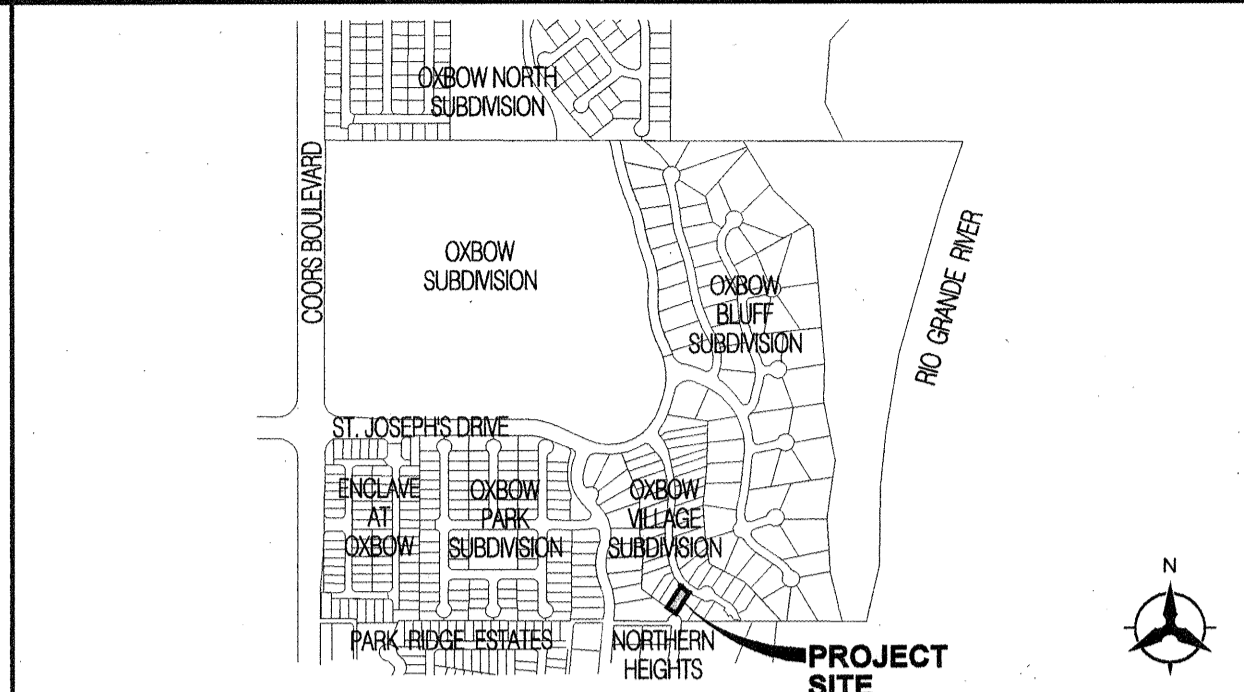 OXBOW NORTH
SUBDIVISION
COORS BOULEVARD
OXBOW
SUBDIVISION
OXBOW
BLUFF
SUBDIVISION
RIO GRANDE RIVER
ST. JOSEPH'S DRIVE
ENCLAVE
AT
OXBOW
OXBOW
PARK
SUBDIVISION
OXBOW
VILLAGE
SUBDIVISION
N
PARK RIDGE ESTATES
NORTHERN
HEIGHTS
PROJECT
SITE